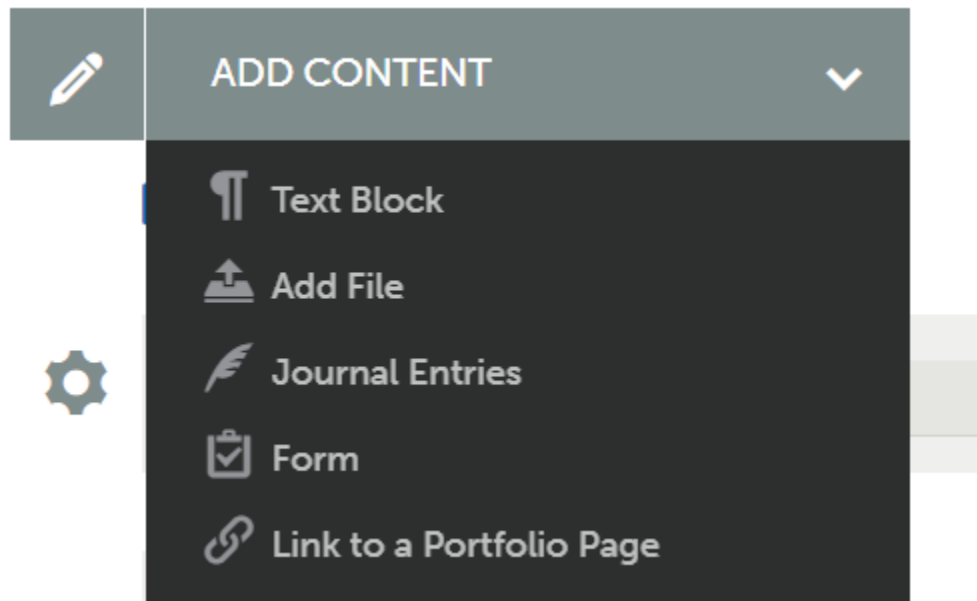 ADD CONTENT
Text Block
Add File
Journal Entries
Form
Link to a Portfolio Page